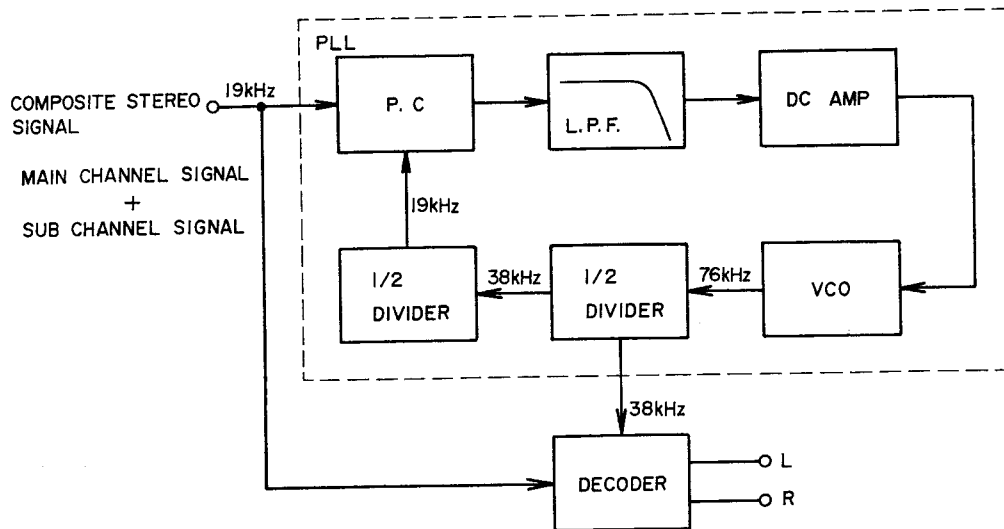 PLL
19kHz
COMPOSITE STEREO
SIGNAL
P. C
L.P.F.
DC AMP
MAIN CHANNEL SIGNAL
+
SUB CHANNEL SIGNAL
19kHz
1/2
DIVIDER
38kHz
1/2
DIVIDER
76kHz
VCO
38kHz
DECODER
L
R